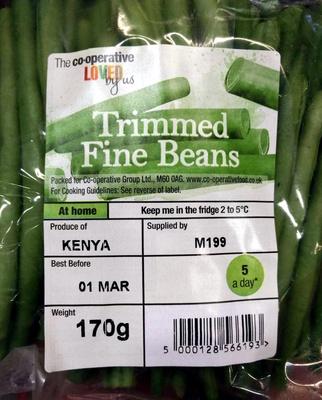 The co-operative
LOVED
by us
Trimmed
Fine Beans
Packed for Co-operative Group Ltd., M60 0AG. www.co-operativefood.co.uk
For Cooking Guidelines: See reverse of label.
At home Keep me in the fridge 2 to 5°C
Produce of Supplied by
KENYA M199
Best Before
01 MAR
5
a day*
Weight
170g
5 000128 566193 >